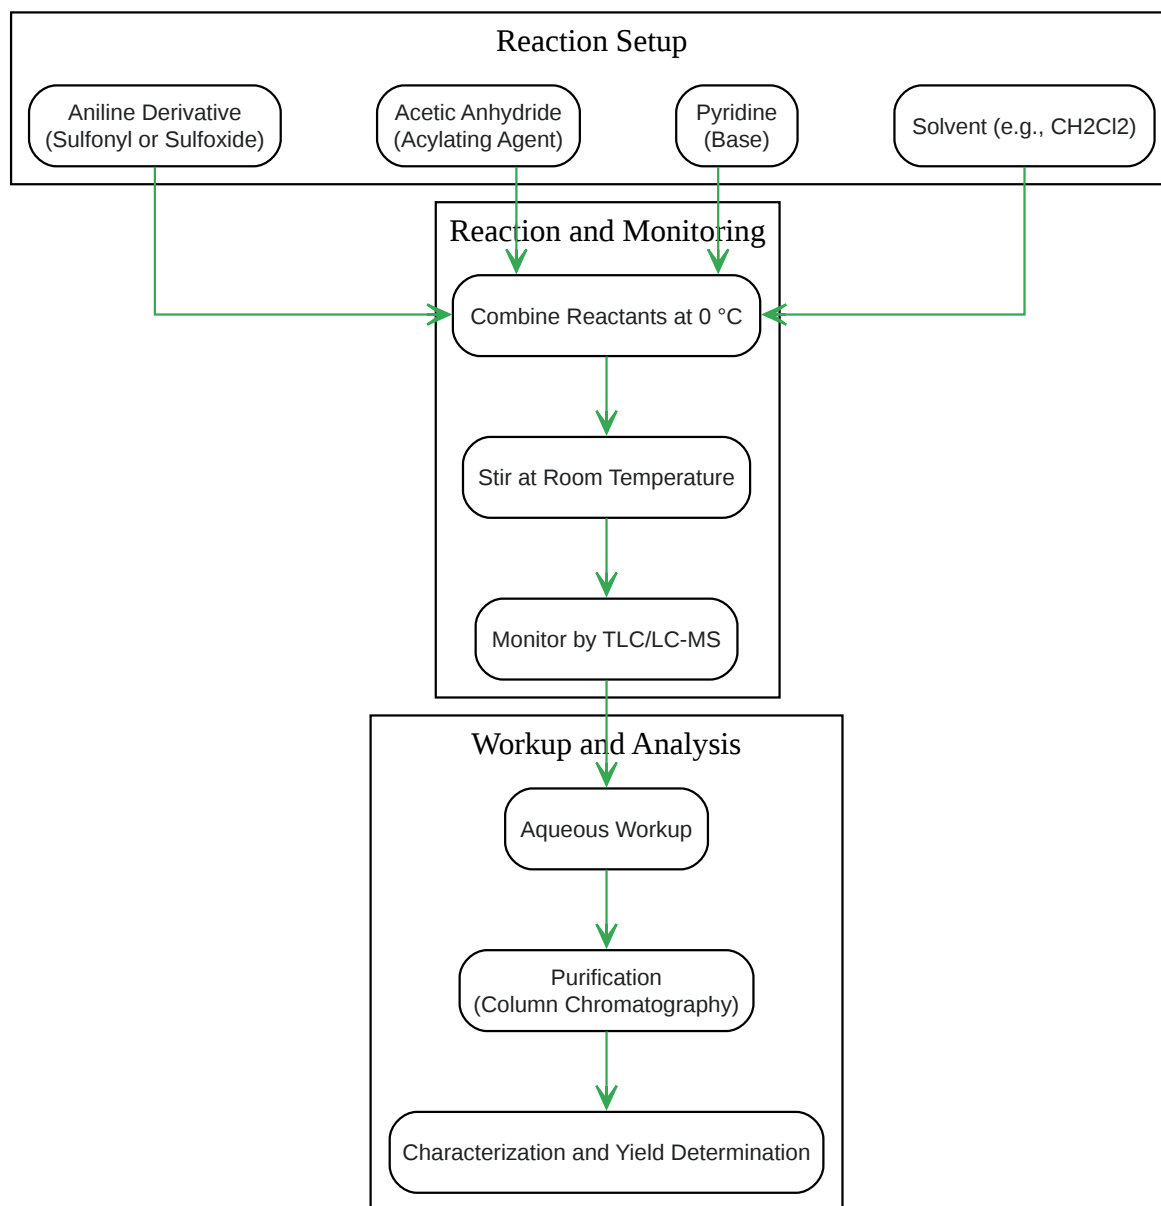 Reaction Setup
Aniline Derivative
(Sulfonyl or Sulfoxide)
Acetic Anhydride
(Acylating Agent)
Pyridine
(Base)
Solvent (e.g., CH2Cl2)
Reaction and Monitoring
Combine Reactants at 0 °C
Stir at Room Temperature
Monitor by TLC/LC-MS
Workup and Analysis
Aqueous Workup
Purification
(Column Chromatography)
Characterization and Yield Determination